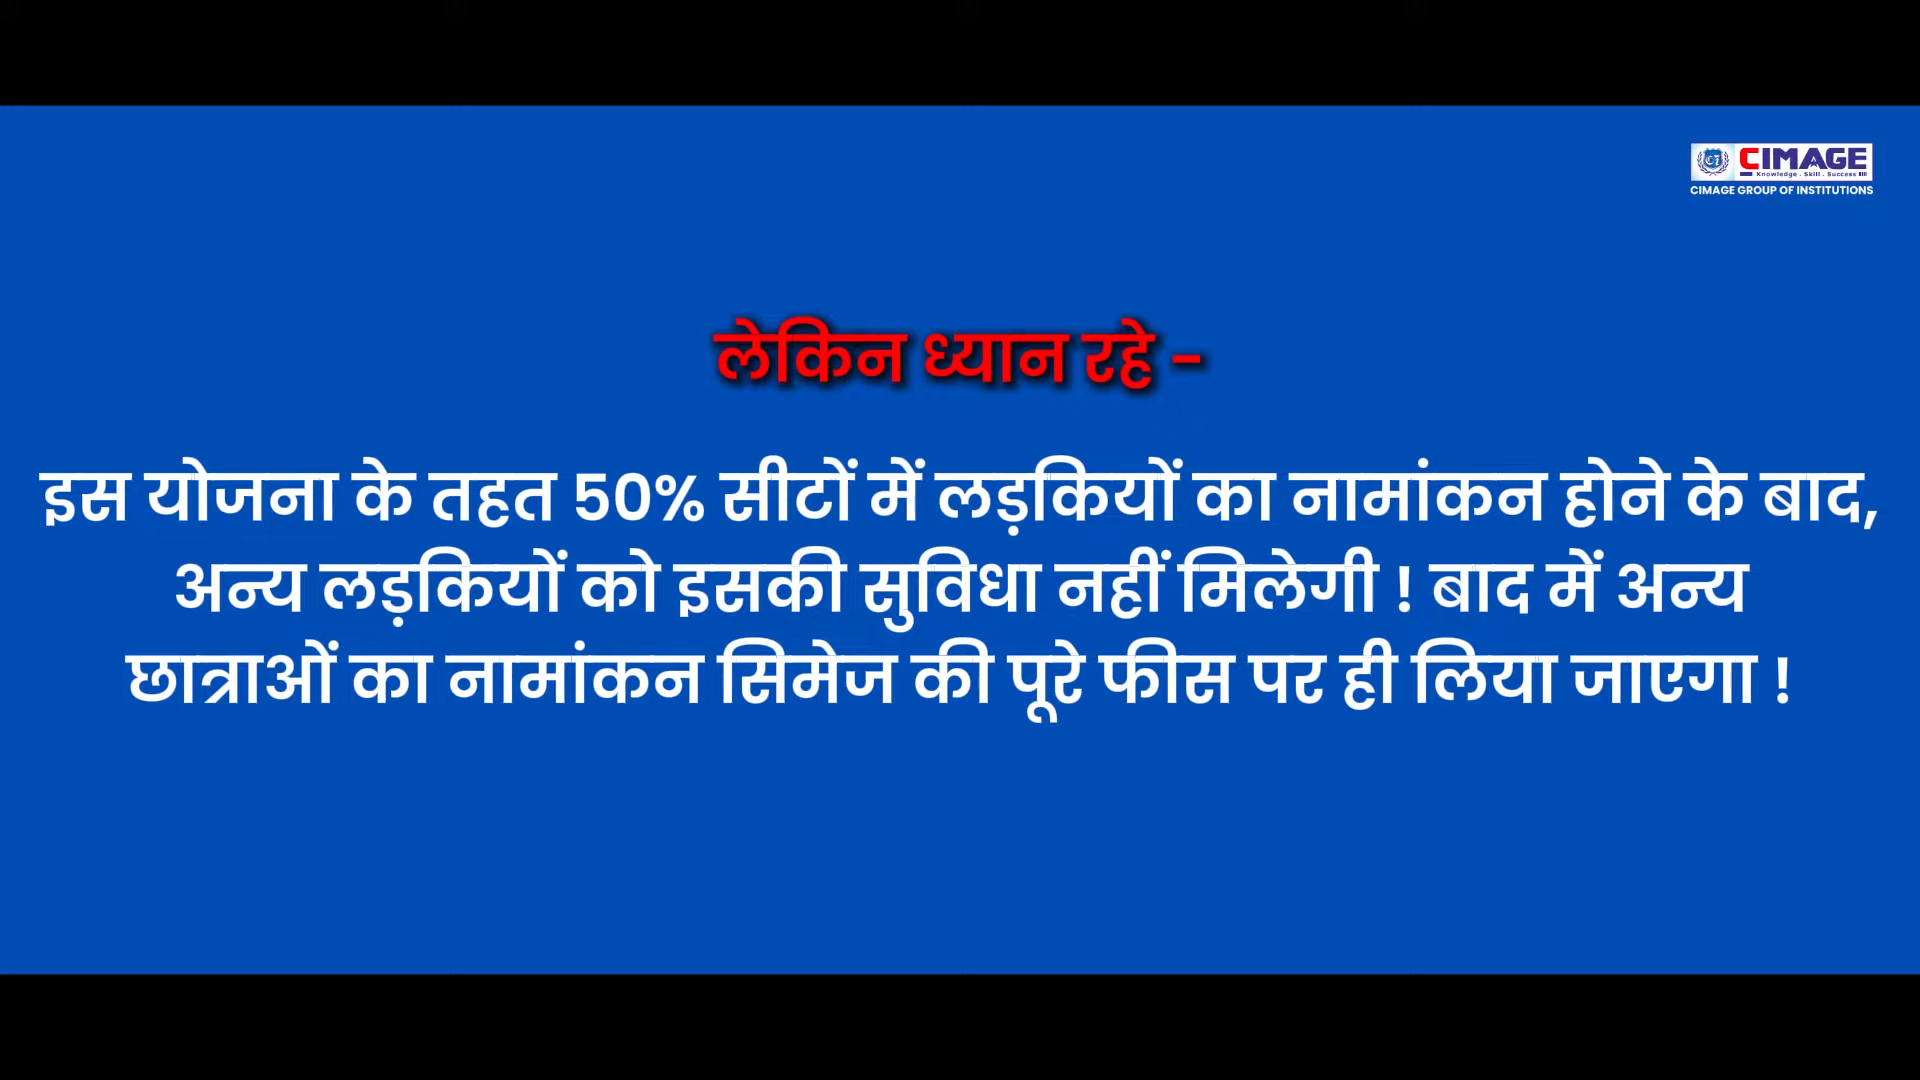 CIMAGE
Knowledge . Skill . Success
CIMAGE GROUP OF INSTITUTIONS
लेकिन ध्यान रहे -
इस योजना के तहत 50% सीटों में लड़कियों का नामांकन होने के बाद,
अन्य लड़कियों को इसकी सुविधा नहीं मिलेगी ! बाद में अन्य
छात्राओं का नामांकन सिमेज की पूरे फीस पर ही लिया जाएगा !